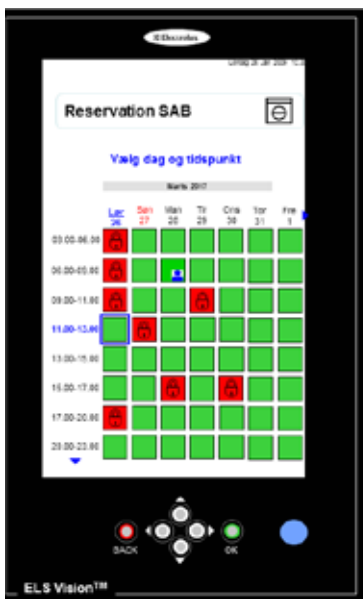 Electrolux
Reservation SAB
Vælg dag og tidspunkt
Marts 2017
Lør Søn Man Tir Ons Tor Fre
26 27 28 29 30 31 1
03.00-06.00
06.00-09.00
09.00-11.00
11.00-13.00
13.00-15.00
15.00-17.00
17.00-20.00
20.00-23.00
BACK
OK
ELS Vision™